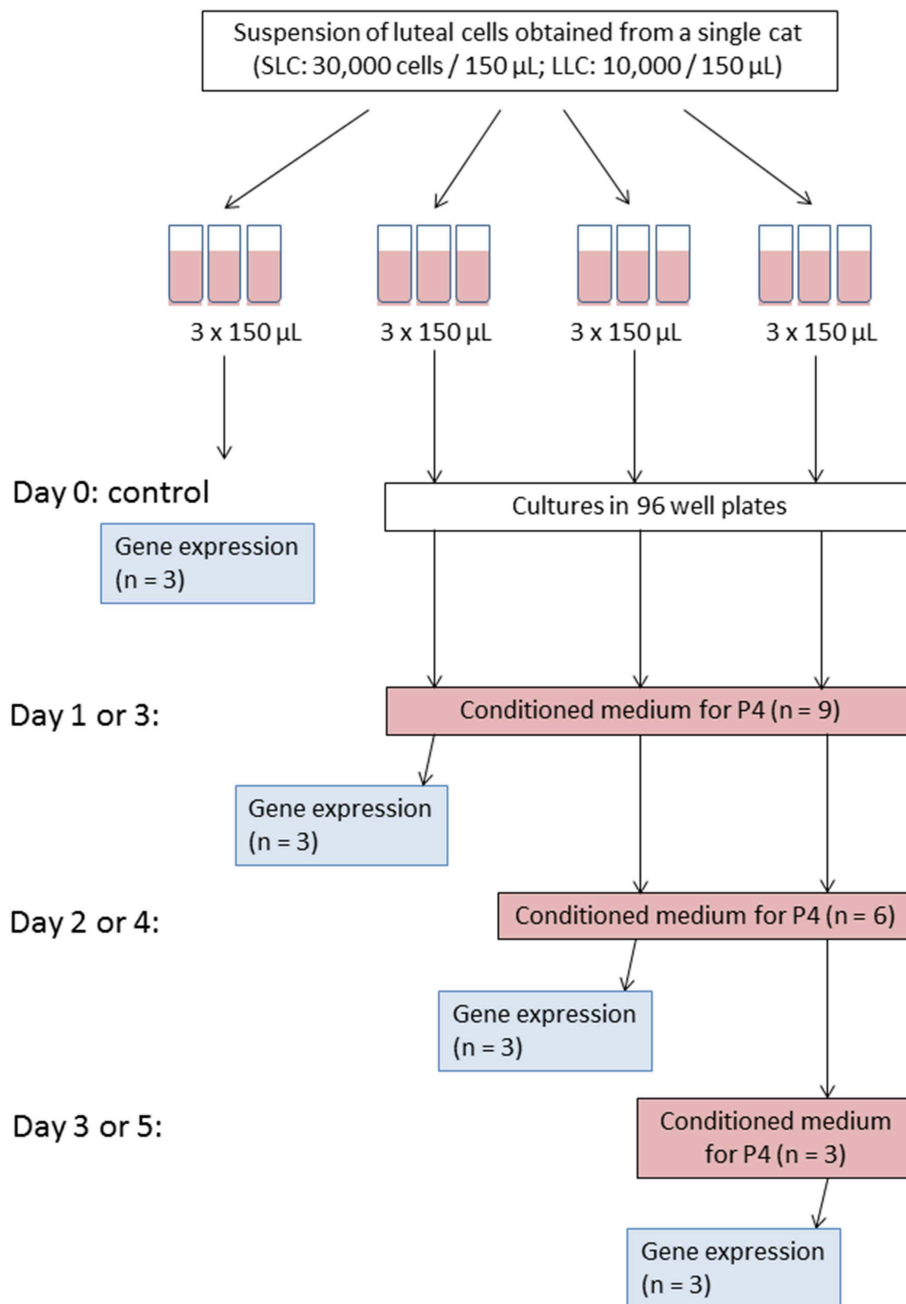 Suspension of luteal cells obtained from a single cat
(SLC: 30,000 cells / 150 µL; LLC: 10,000 / 150 µL)
3 x 150 µL
3 x 150 µL
3 x 150 µL
3 x 150 µL
Day 0: control
Cultures in 96 well plates
Gene expression
(n = 3)
Day 1 or 3:
Conditioned medium for P4 (n = 9)
Gene expression
(n = 3)
Day 2 or 4:
Conditioned medium for P4 (n = 6)
Gene expression
(n = 3)
Day 3 or 5:
Conditioned medium
for P4 (n = 3)
Gene expression
(n = 3)